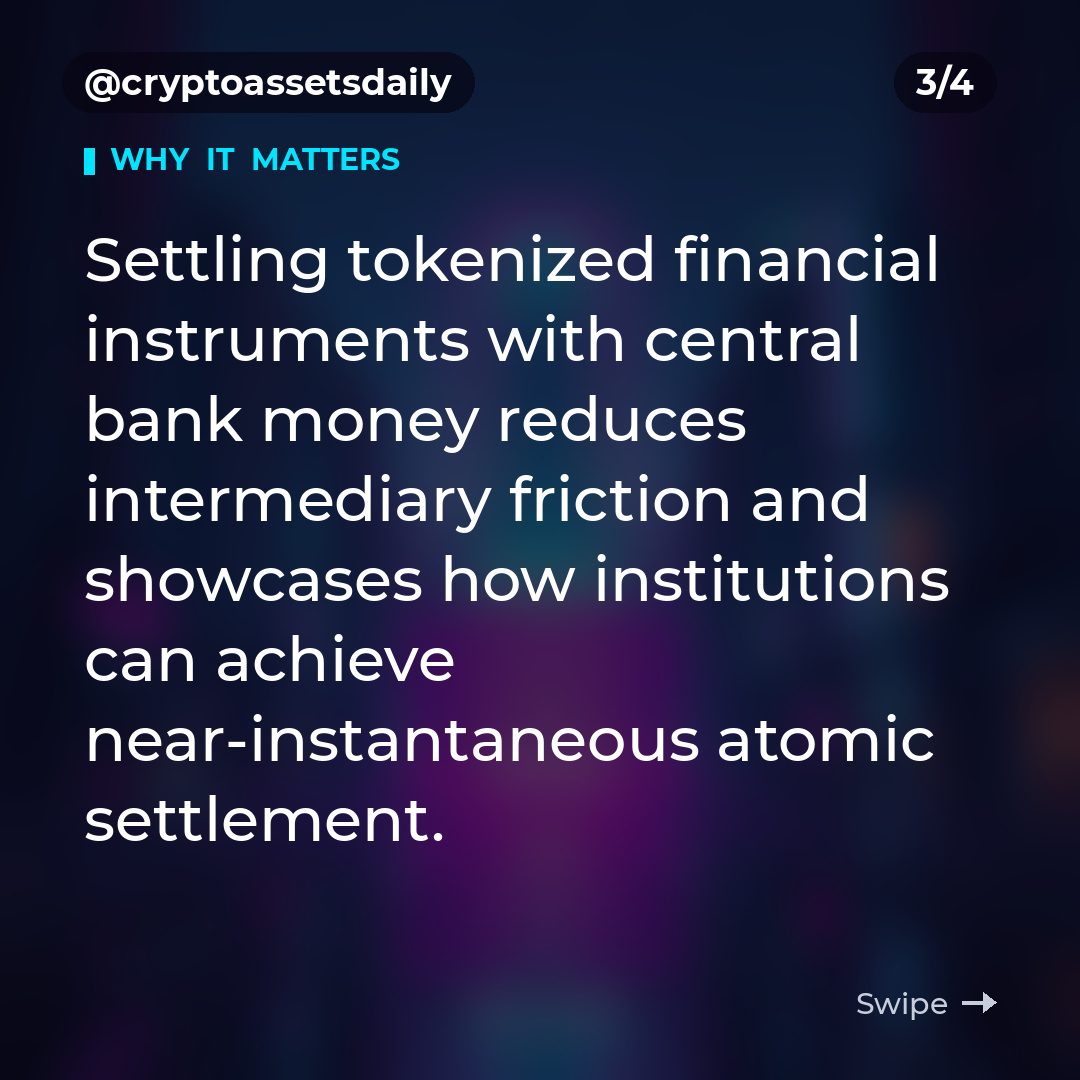 @cryptoassetsdaily
3/4
WHY IT MATTERS
Settling tokenized financial
instruments with central
bank money reduces
intermediary friction and
showcases how institutions
can achieve
near-instantaneous atomic
settlement.
Swipe